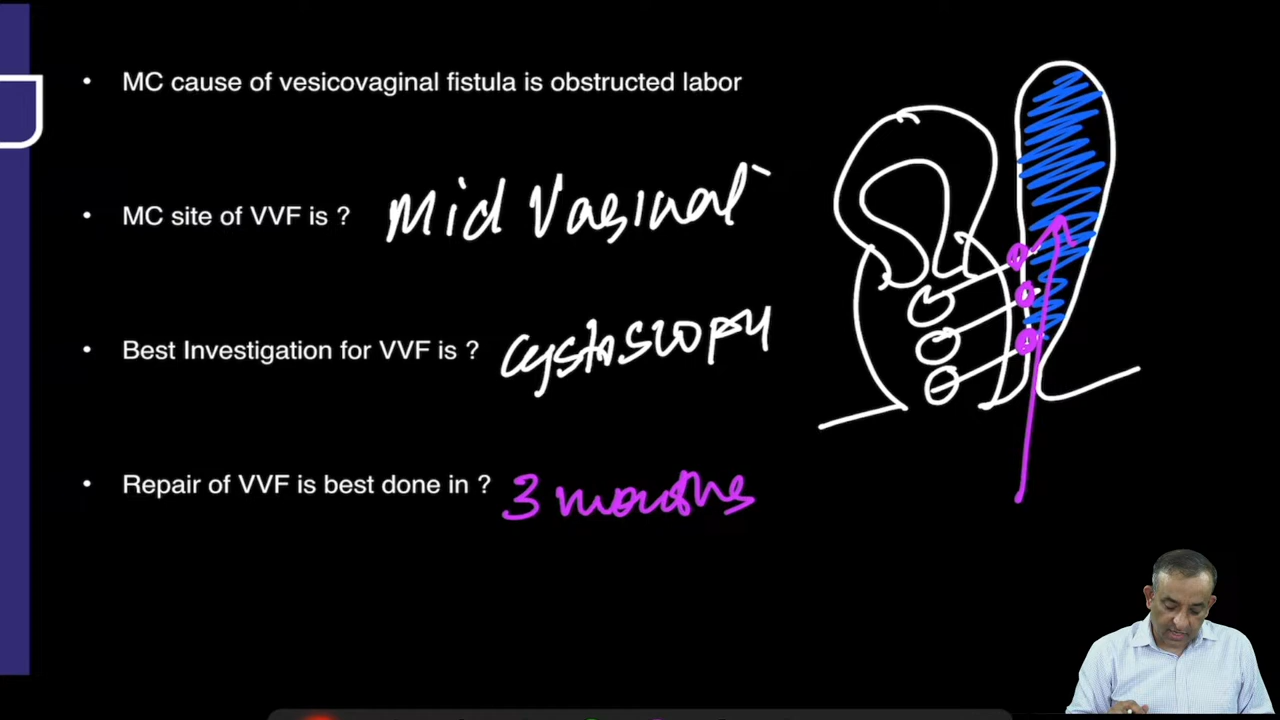 • MC cause of vesicovaginal fistula is obstructed labor
• MC site of VVF is ? Mid Vaginal
• Best Investigation for VVF is ? cystoscopy
• Repair of VVF is best done in ? 3 months